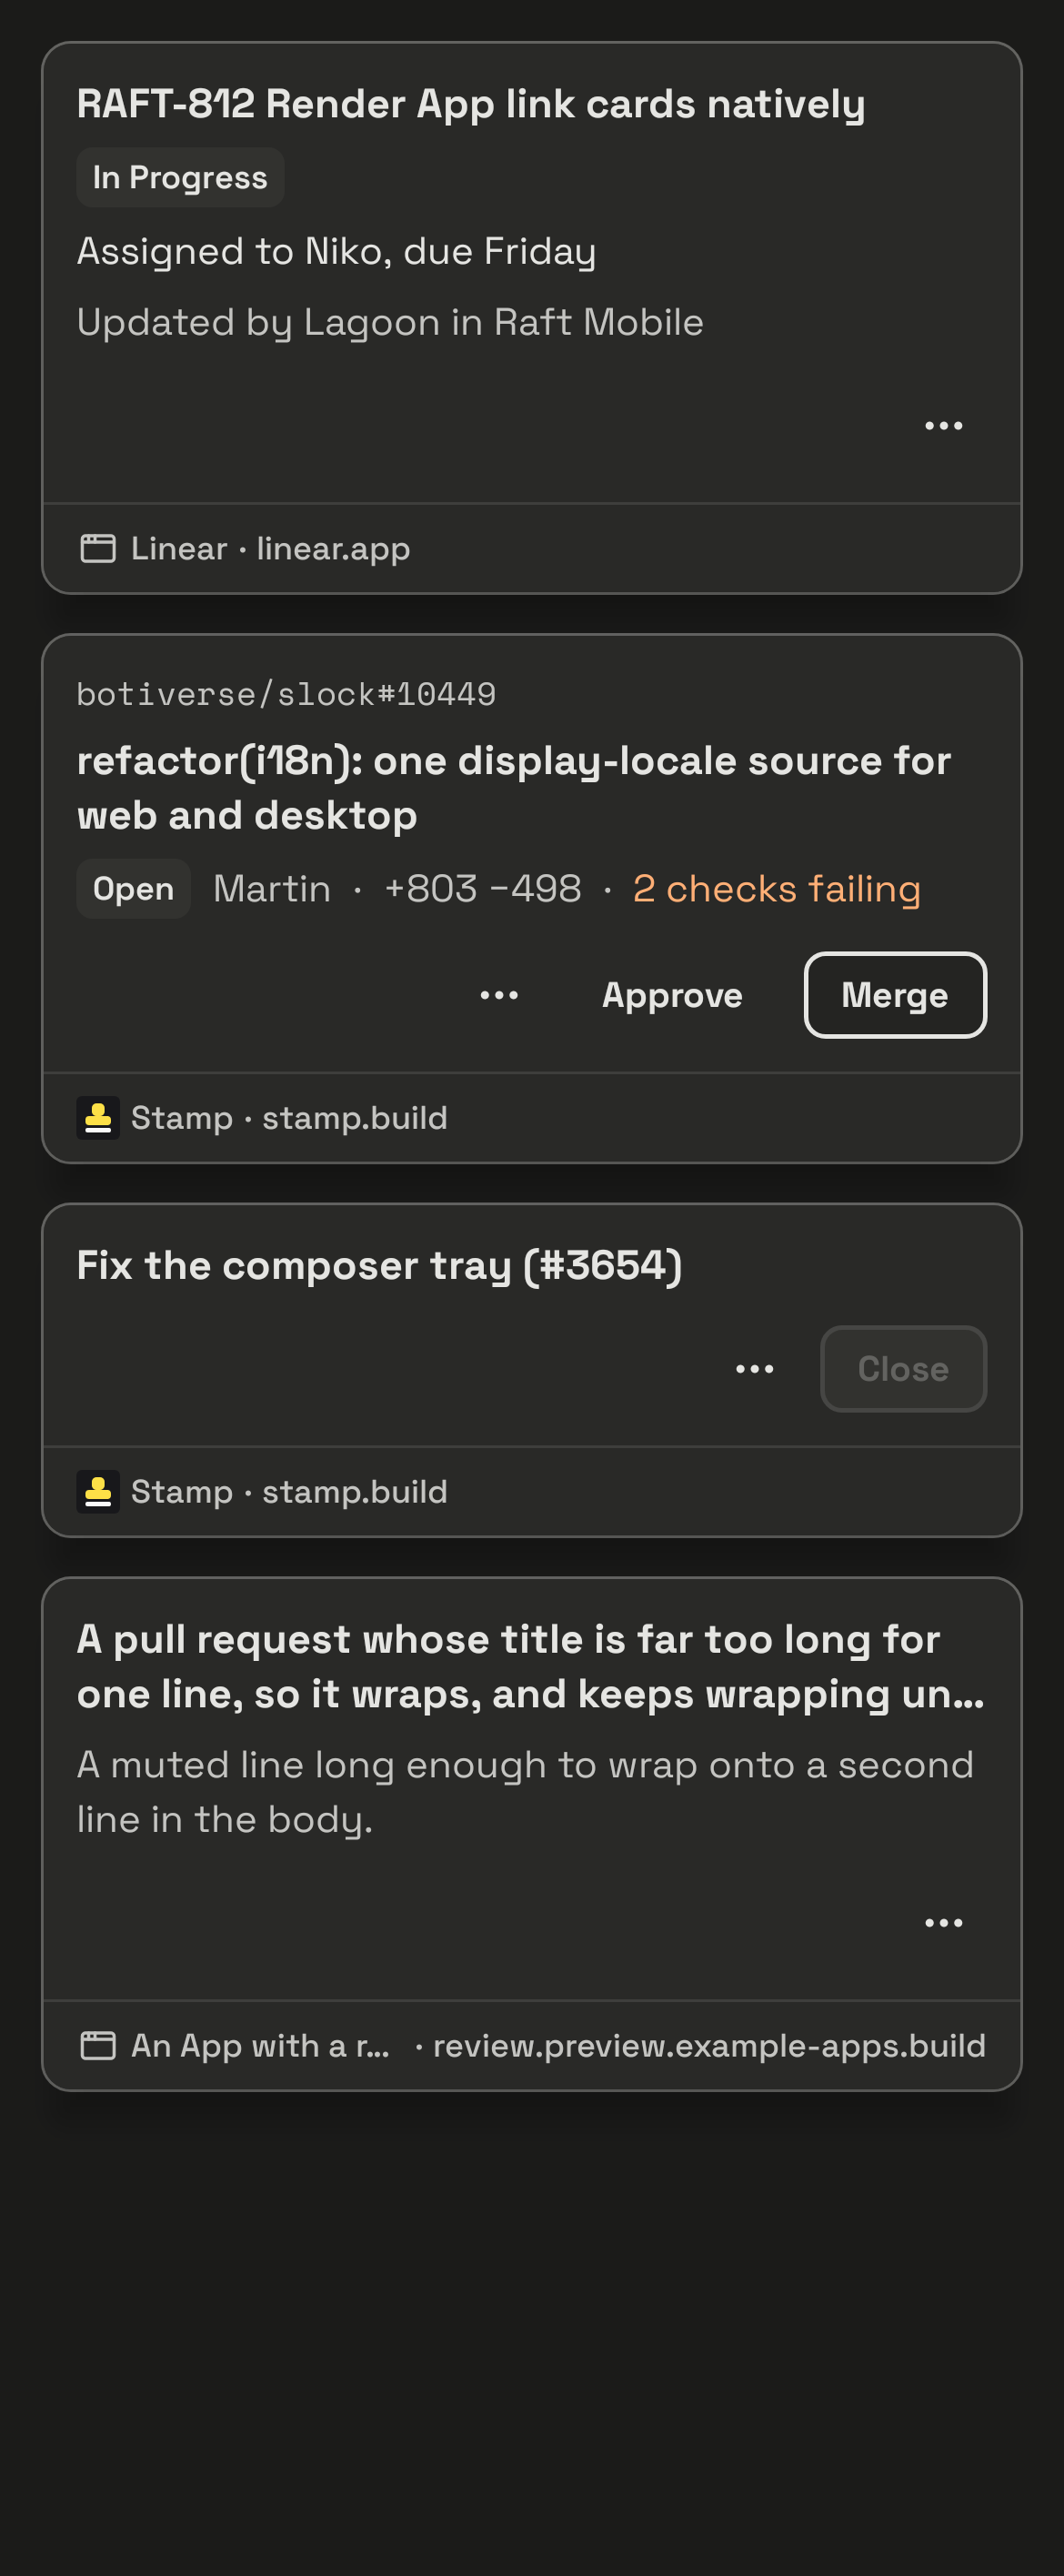 RAFT-812 Render App link cards natively
In Progress
Assigned to Niko, due Friday
Updated by Lagoon in Raft Mobile
Linear · linear.app
botiverse/slock#10449
refactor(i18n): one display-locale source for
web and desktop
Open Martin · +803 −498 · 2 checks failing
Approve Merge
Stamp · stamp.build
Fix the composer tray (#3654)
Close
Stamp · stamp.build
A pull request whose title is far too long for
one line, so it wraps, and keeps wrapping un…
A muted line long enough to wrap onto a second
line in the body.
An App with a r… · review.preview.example-apps.build